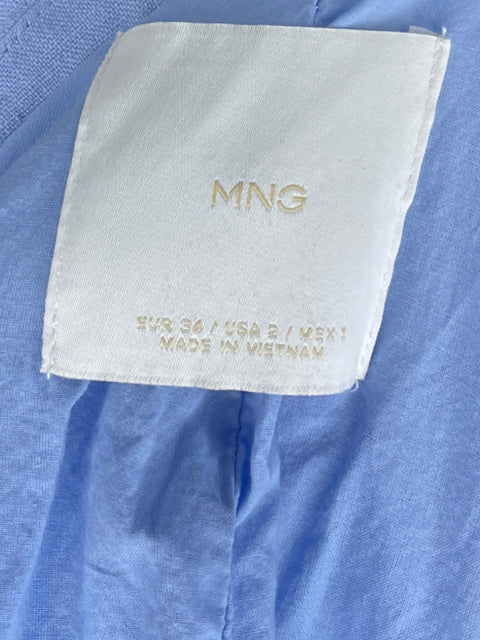 MNG
EUR 34 / USA 2 / MEX 1
MADE IN VIETNAM